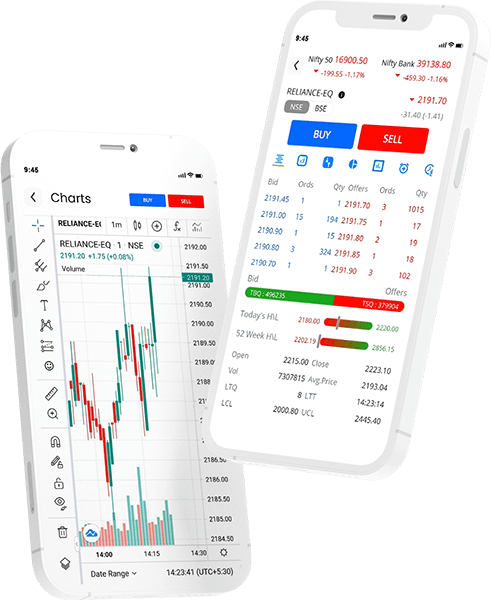 9:45
Charts
BUY
SELL
RELIANCE-E
1m
RELIANCE-EQ · 1 · NSE
2191.20 +1.75 (+0.08%)
Volume
2192.00
2191.50
2191.20
2191.00
2190.50
2190.00
2189.50
2189.00
2188.50
2188.00
2187.50
2187.00
2186.50
2186.00
2185.50
2185.00
2184.50
14:00
14:15
14:30
Date Range
14:23:41 (UTC+5:30)
9:45
Nifty 50 16900.50
-199.55 -1.17%
Nifty Bank 39138.80
-459.30 -1.16%
RELIANCE-EQ
2191.70
NSE
BSE
-31.40 (-1.41)
BUY
SELL
Bid Ords Qty Offers Ords Qty
2191.45 1 1 2191.70 3 1015
2191.00 15 194 2191.75 1 17
2190.90 1 15 2191.80 2 19
2190.80 3 324 2191.85 1 18
2190.70 1 1 2191.90 3 102
Bid
Offers
TBQ : 496235
TSQ : 379904
Today's H\L 2180.00 2220.00
52 Week H\L 2202.19 2856.15
Open 2215.00 Close 2223.10
Vol 7307815 Avg.Price 2193.04
LTQ 8 LTT 14:23:14
LCL 2000.80 UCL 2445.40